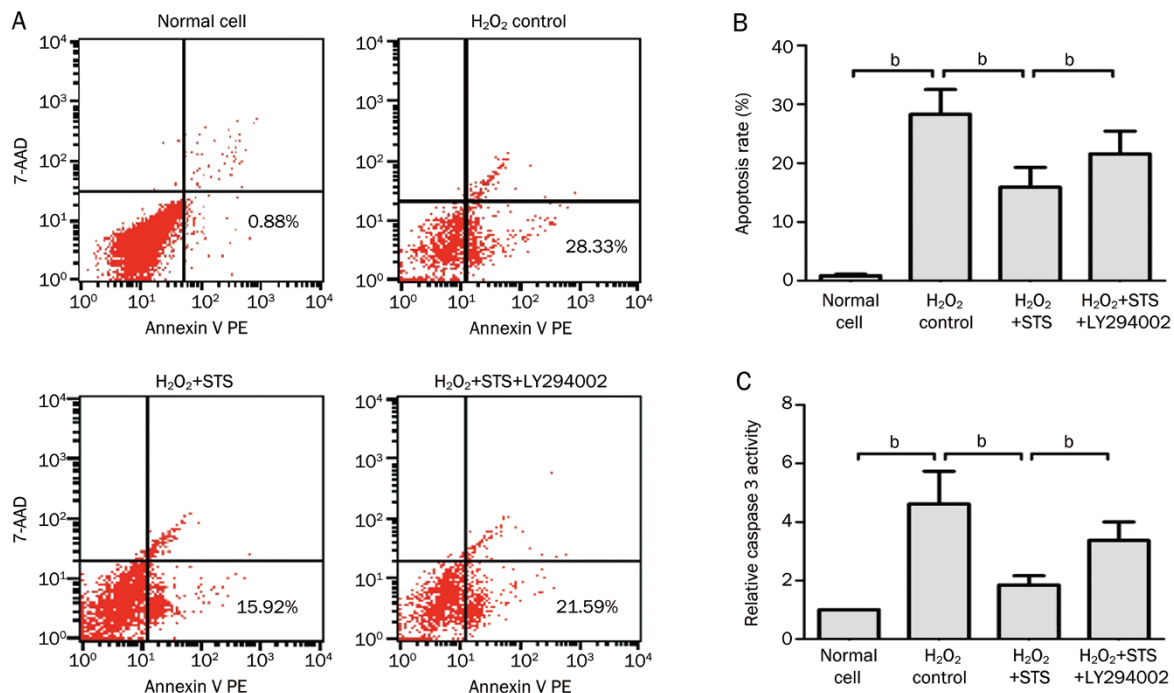 A
Normal cell
10⁴
10³
10²
10¹
10⁰
7-AAD
0.88%
10⁰ 10¹ 10² 10³ 10⁴
Annexin V PE
H₂O₂ control
10⁴
10³
10²
10¹
10⁰
28.33%
10⁰ 10¹ 10² 10³ 10⁴
Annexin V PE
H₂O₂+STS
10⁴
10³
10²
10¹
10⁰
7-AAD
15.92%
10⁰ 10¹ 10² 10³ 10⁴
Annexin V PE
H₂O₂+STS+LY294002
10⁴
10³
10²
10¹
10⁰
21.59%
10⁰ 10¹ 10² 10³ 10⁴
Annexin V PE
B
40
30
20
10
0
Apoptosis rate (%)
b b b
Normal
cell
H₂O₂
control
H₂O₂
+STS
H₂O₂+STS
+LY294002
C
8
6
4
2
0
Relative caspase 3 activity
b b b
Normal
cell
H₂O₂
control
H₂O₂
+STS
H₂O₂+STS
+LY294002